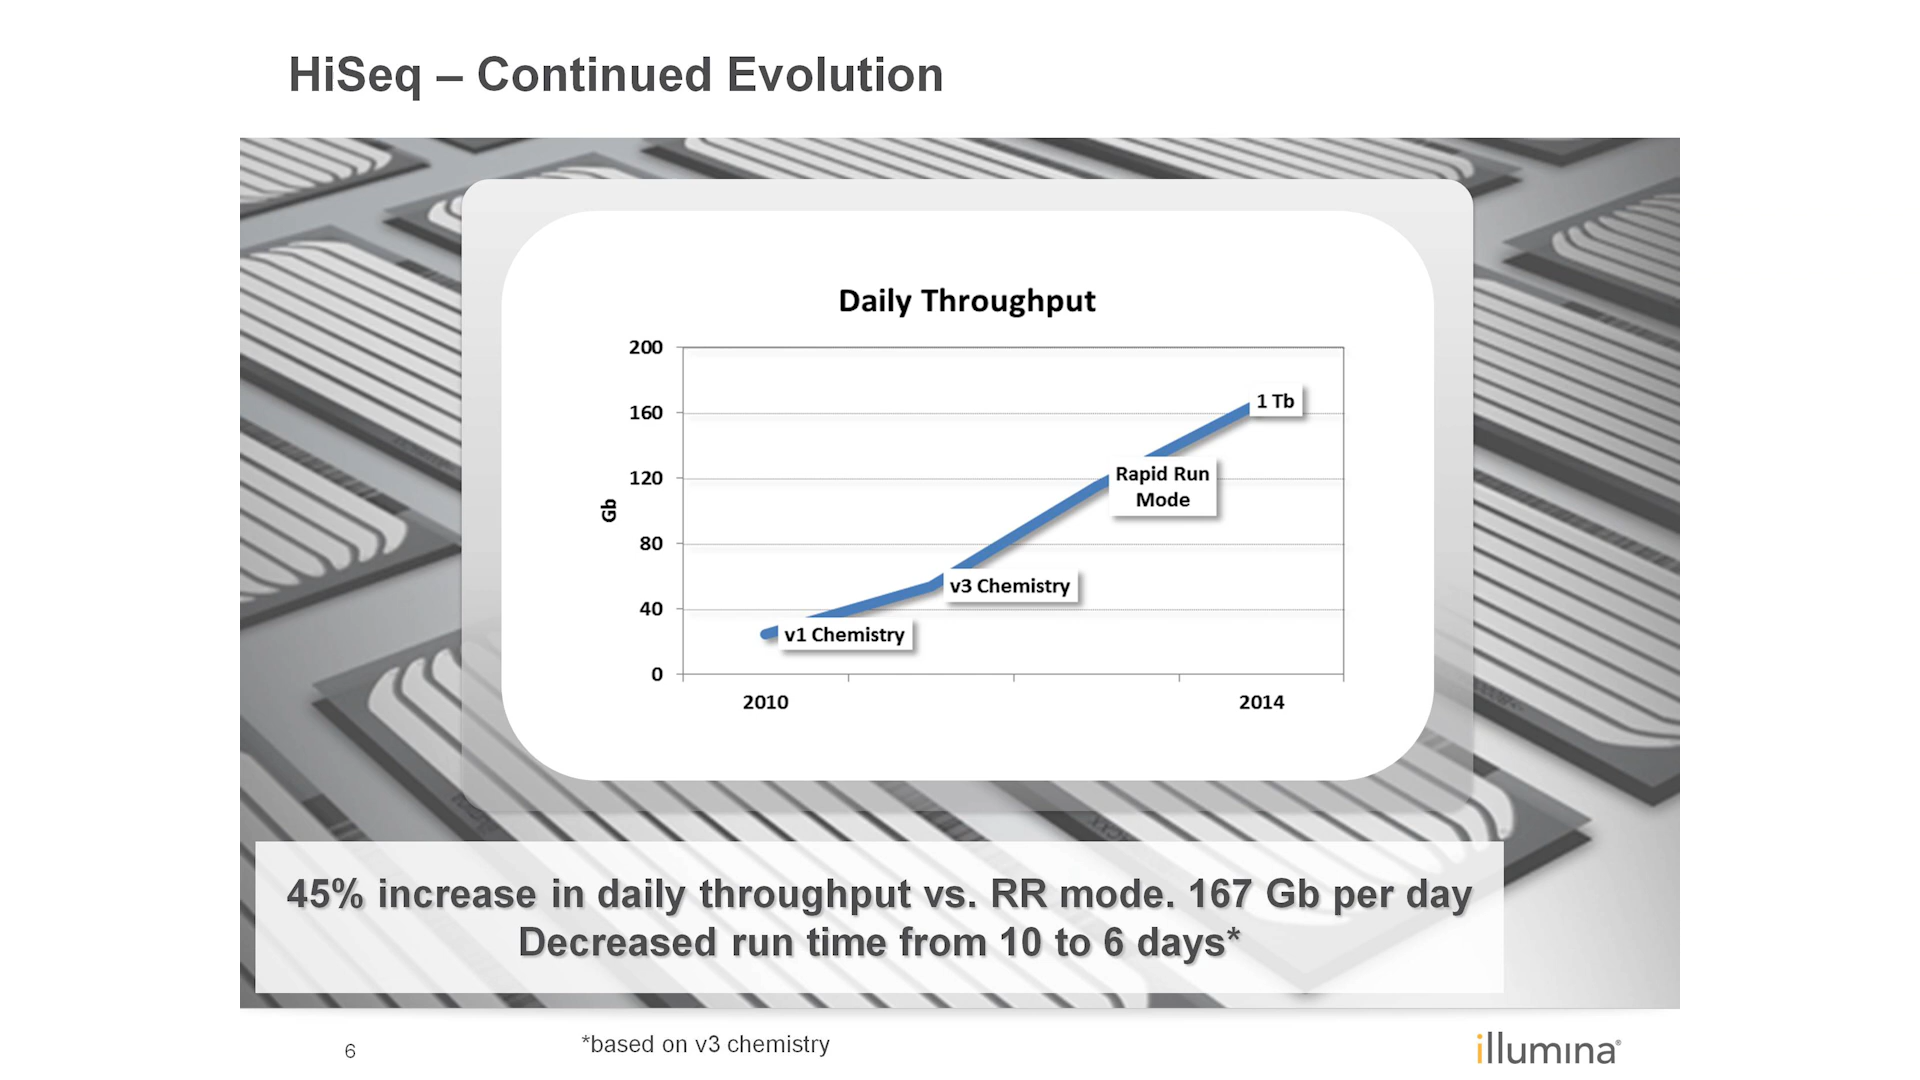 HiSeq – Continued Evolution
Daily Throughput
200
160
120
80
40
0
Gb
1 Tb
Rapid Run
Mode
v3 Chemistry
v1 Chemistry
2010
2014
45% increase in daily throughput vs. RR mode. 167 Gb per day
Decreased run time from 10 to 6 days*
6
*based on v3 chemistry
illumına®